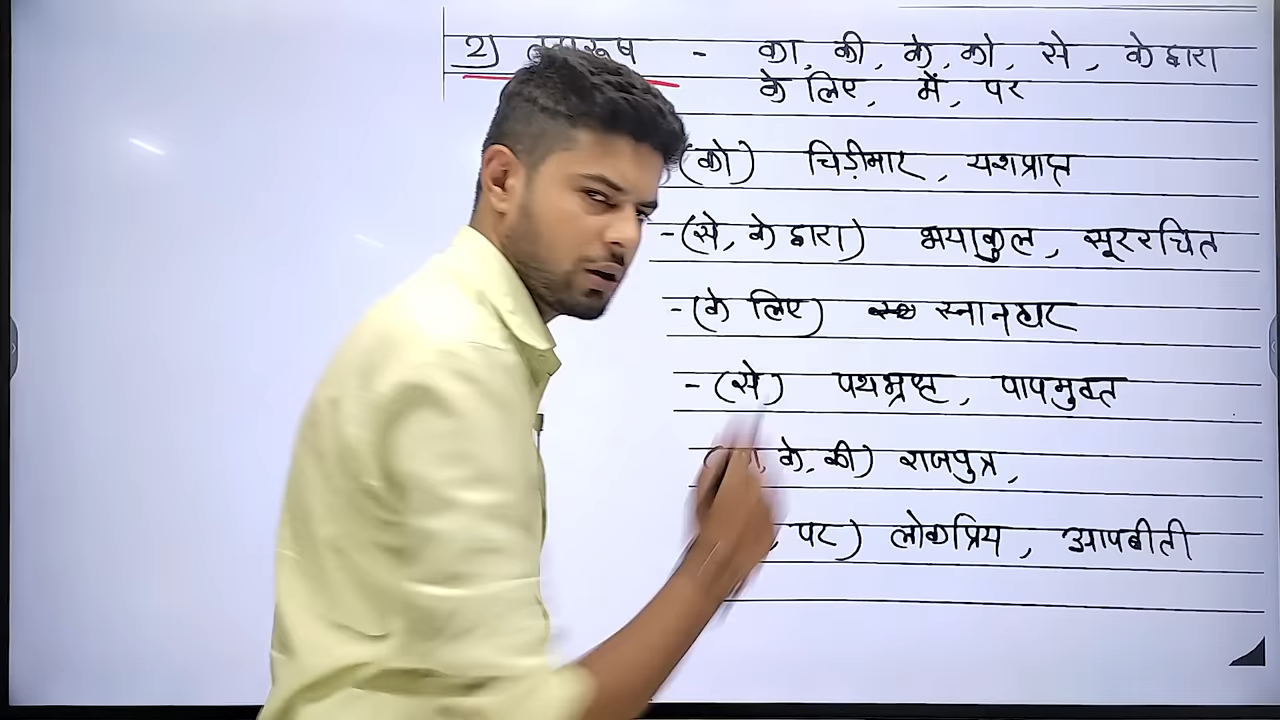 2) - का, की, के, को, से, के द्वारा
के लिए, में, पर
(को) चिड़ीमार, यशप्राप्त
-(से, के द्वारा) भयाकुल, सूररचित
-(के लिए) स्नानघर
-(से) पथभ्रष्ट, पापमुक्त
के, की) राजपुत्र,
, पर) लोकप्रिय, आपबीती